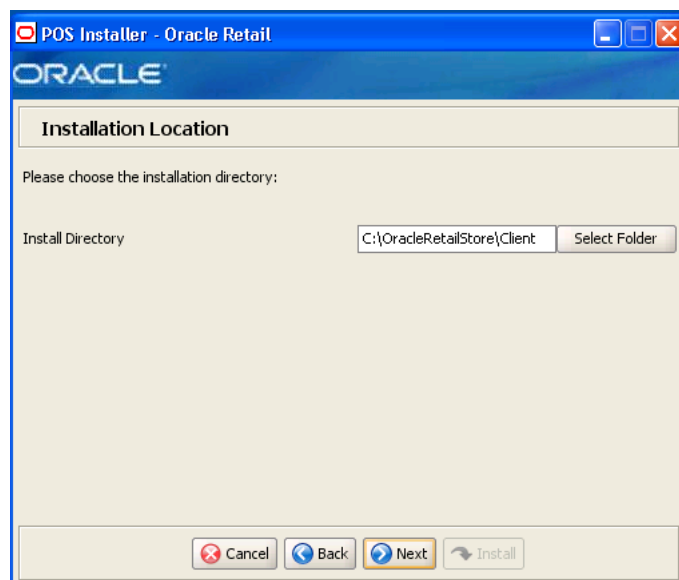 POS Installer - Oracle Retail
ORACLE
Installation Location
Please choose the installation directory:
Install Directory C:\OracleRetailStore\Client Select Folder
Cancel Back Next Install